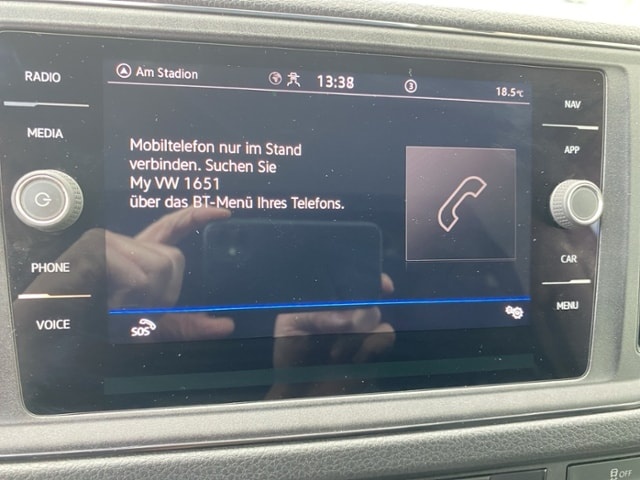 RADIO
MEDIA
PHONE
VOICE
Am Stadion
13:38
3
18.5°C
Mobiltelefon nur im Stand
verbinden. Suchen Sie
My VW 1651
über das BT-Menü Ihres Telefons.
SOS
NAV
APP
CAR
MENU
OFF